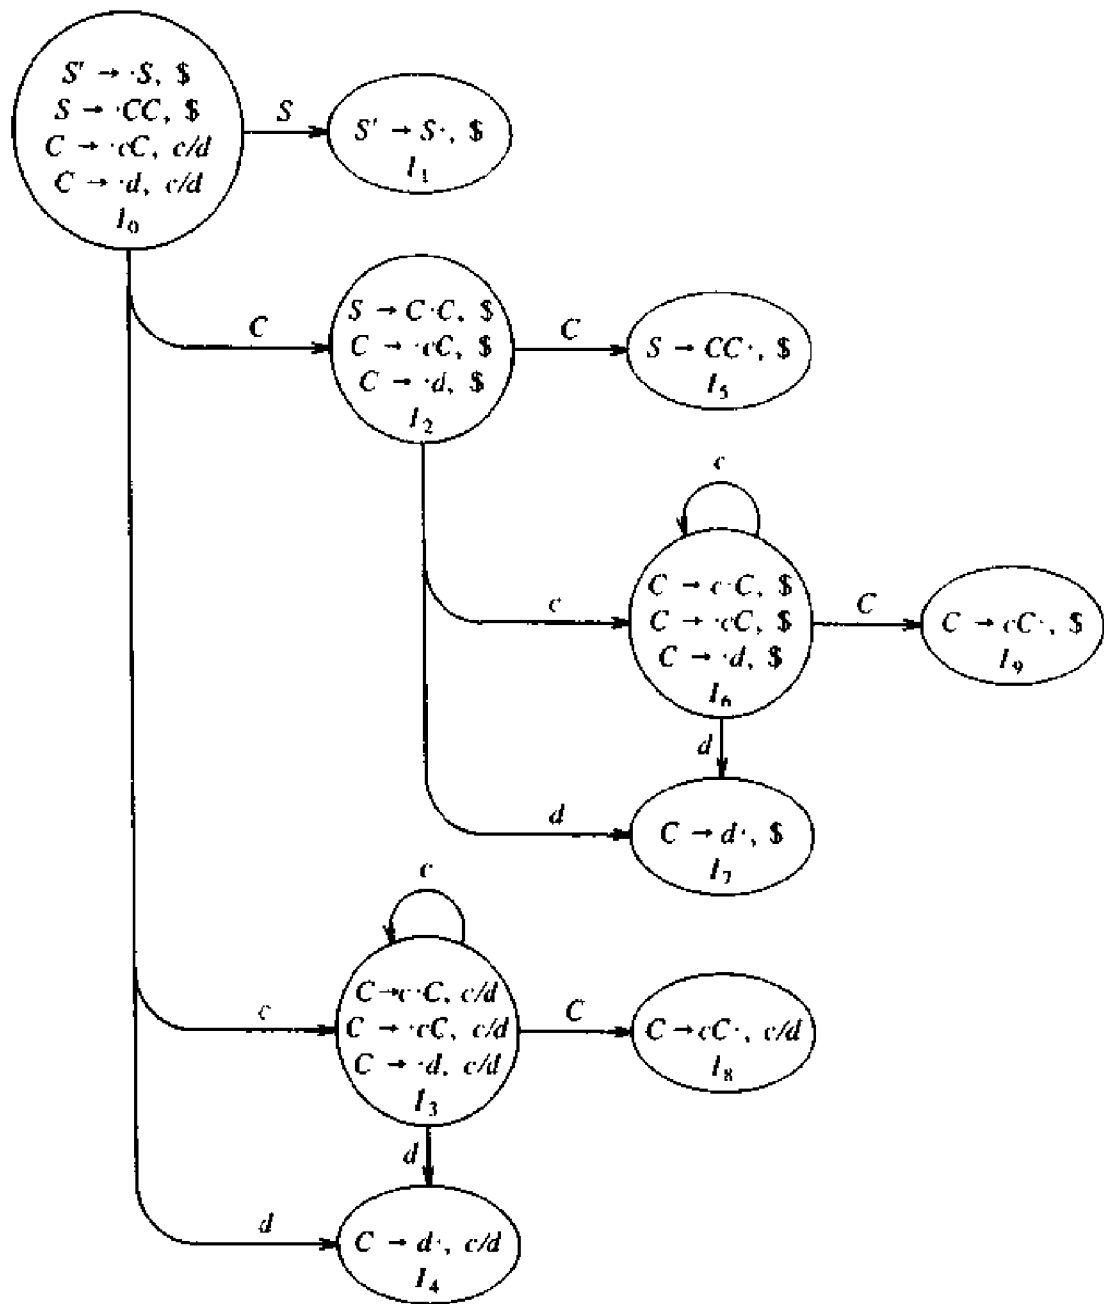 S' → ·S, $
S → ·CC, $
C → ·cC, c/d
C → ·d, c/d
I₀
S
S' → S·, $
I₁
C
S → C·C, $
C → ·cC, $
C → ·d, $
I₂
C
S → CC·, $
I₅
c
c
C → c·C, $
C → ·cC, $
C → ·d, $
I₆
C
C → cC·, $
I₉
d
d
C → d·, $
I₇
c
c
C → c·C, c/d
C → ·cC, c/d
C → ·d, c/d
I₃
C
C → cC·, c/d
I₈
d
d
C → d·, c/d
I₄